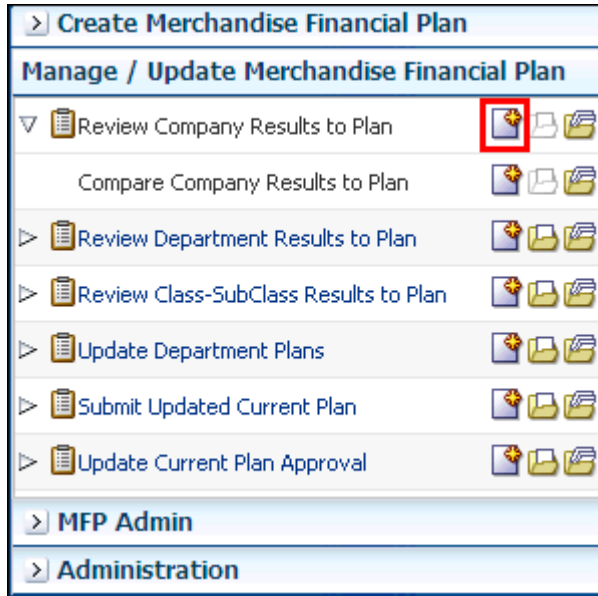 Create Merchandise Financial Plan
Manage / Update Merchandise Financial Plan
Review Company Results to Plan
Compare Company Results to Plan
Review Department Results to Plan
Review Class-SubClass Results to Plan
Update Department Plans
Submit Updated Current Plan
Update Current Plan Approval
MFP Admin
Administration